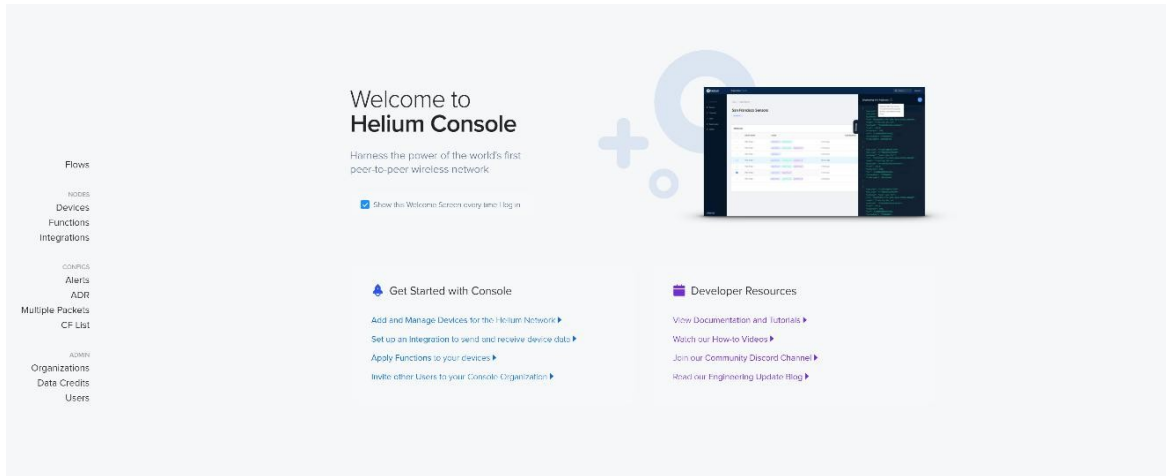 Flows
NODES
Devices
Functions
Integrations
CONFIGS
Alerts
ADR
Multiple Packets
CF List
ADMIN
Organizations
Data Credits
Users
Welcome to
Helium Console
Harness the power of the world's first
peer-to-peer wireless network
Show this Welcome Screen every time I log in
Get Started with Console
Add and Manage Devices for the Helium Network
Set up an Integration to send and receive device data
Apply Functions to your devices
Invite other Users to your Console Organization
Developer Resources
View Documentation and Tutorials
Watch our How-to Videos
Join our Community Discord Channel
Read our Engineering Update Blog